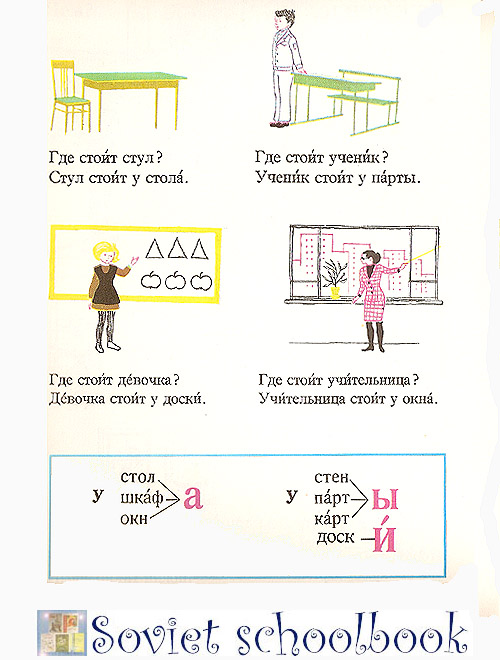 Где стои́т стул?
Стул стои́т у стола́.
Где стои́т учени́к?
Учени́к стои́т у па́рты.
Где стои́т де́вочка?
Де́вочка стои́т у доски́.
Где стои́т учи́тельница?
Учи́тельница стои́т у окна́.
стол
у шка́ф а
окн
стен
у па́рт ы
ка́рт
доск и́
Soviet schoolbook